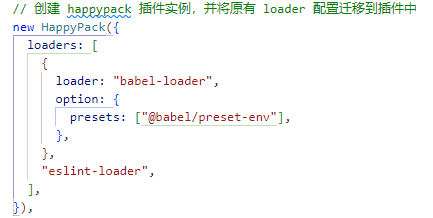 // 创建 happypack 插件实例，并将原有 loader 配置迁移到插件中
new HappyPack({
  loaders: [
    {
      loader: "babel-loader",
      option: {
        presets: ["@babel/preset-env"],
      },
    },
    "eslint-loader",
  ],
}),